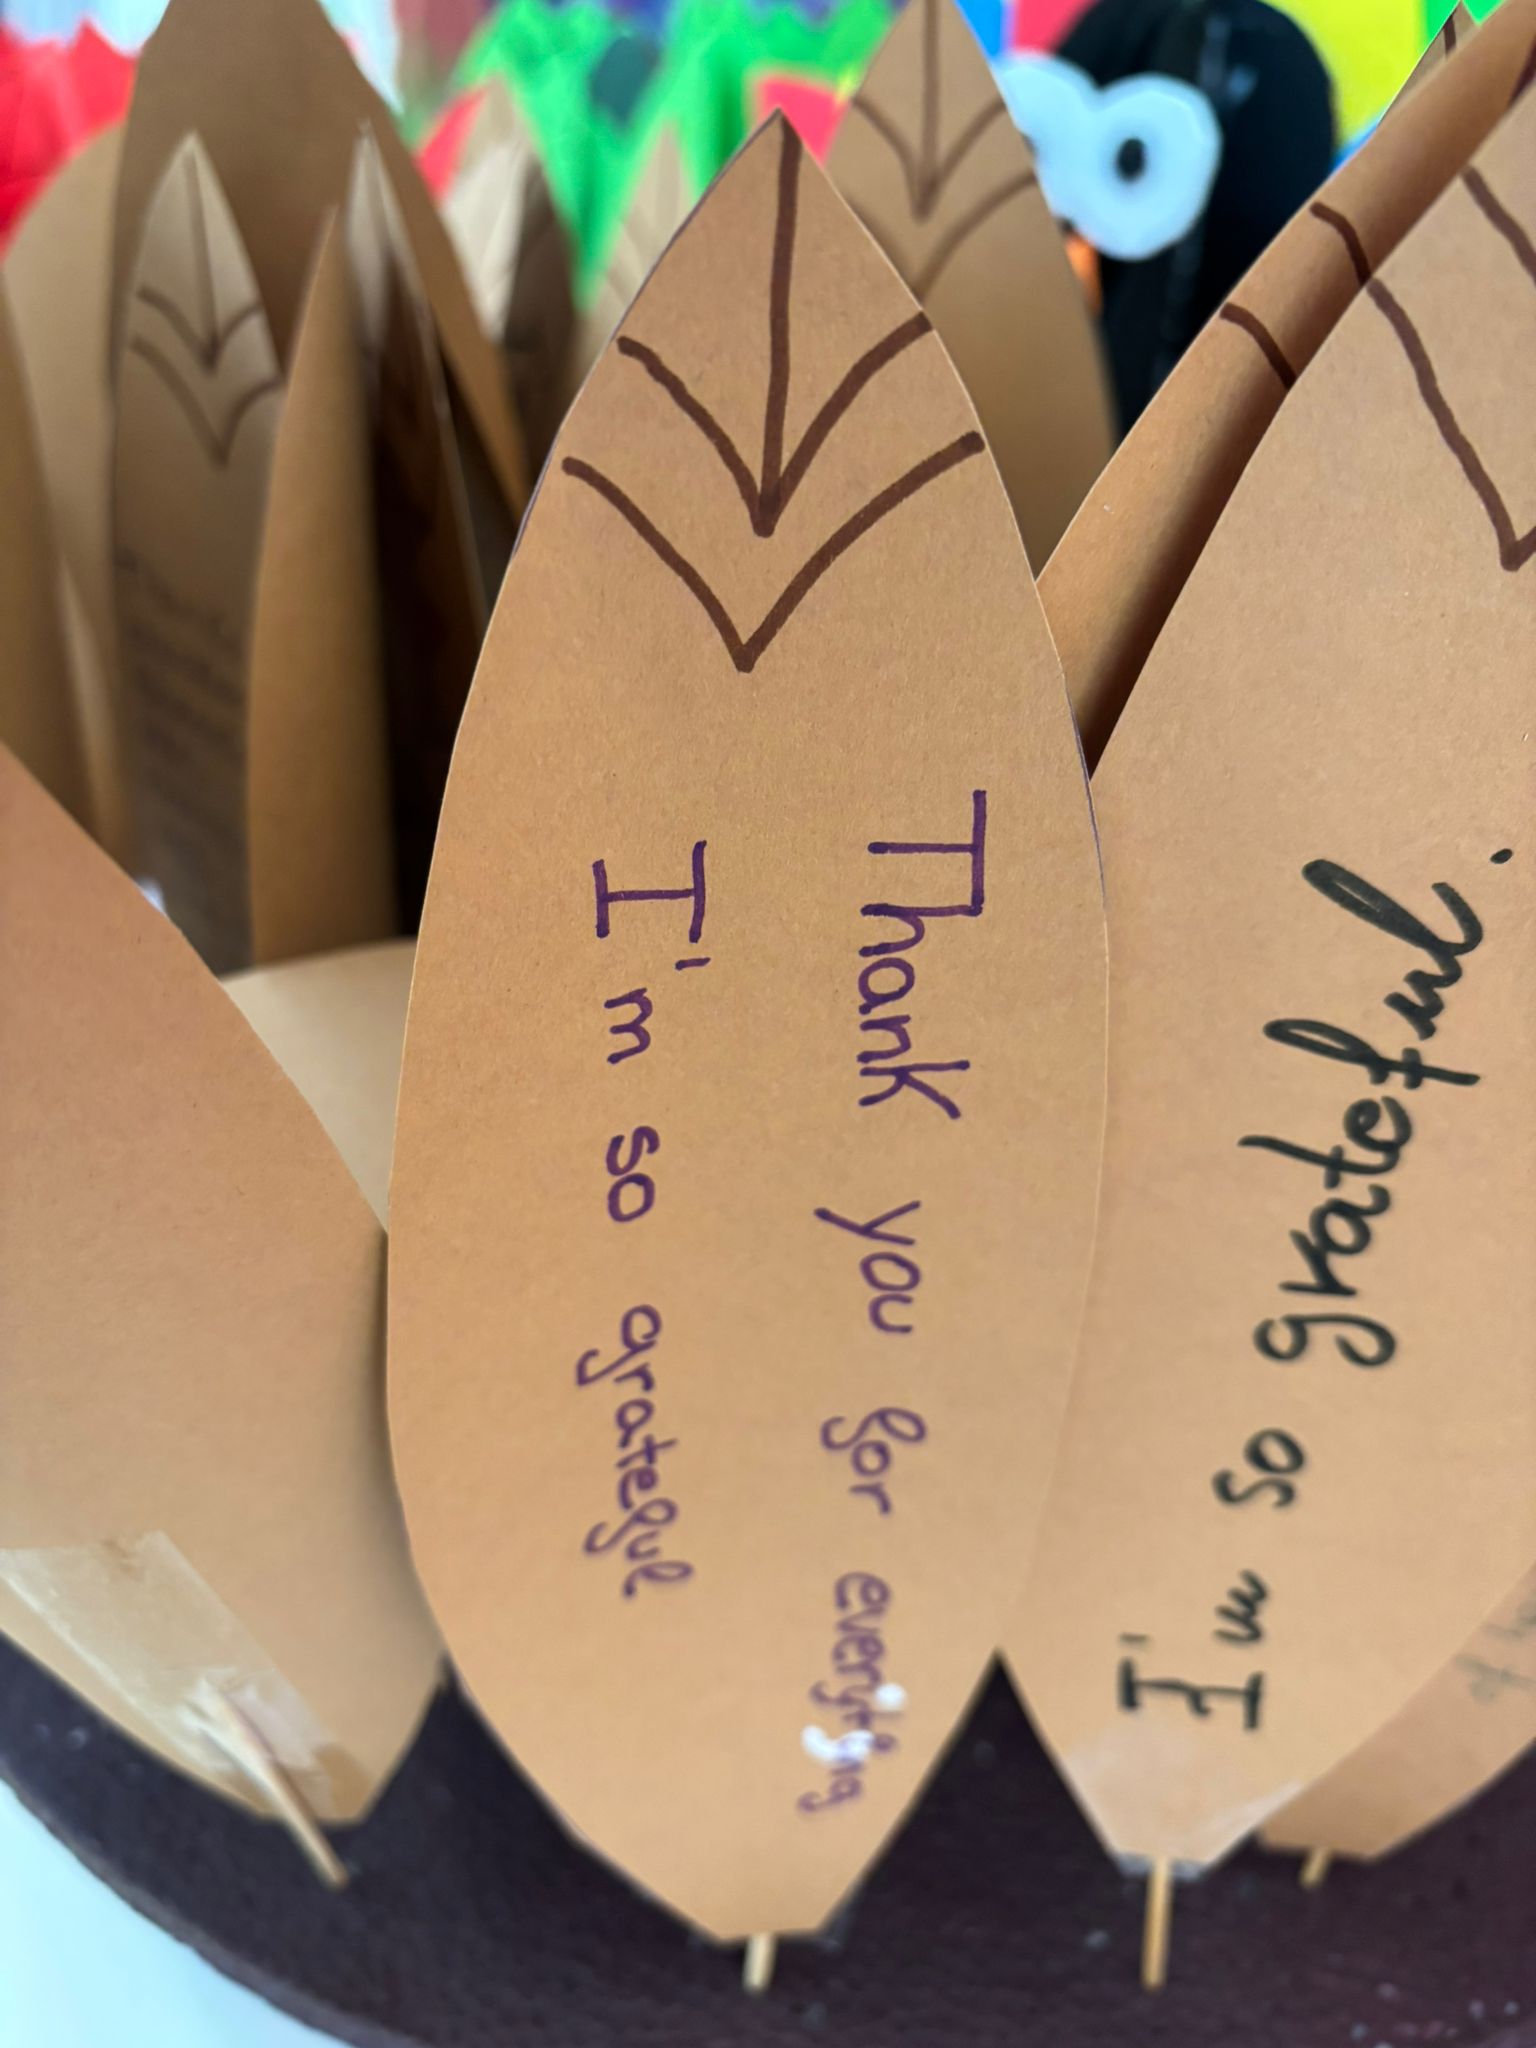 Thank you for everything
I'm so grateful
I'm so grateful.